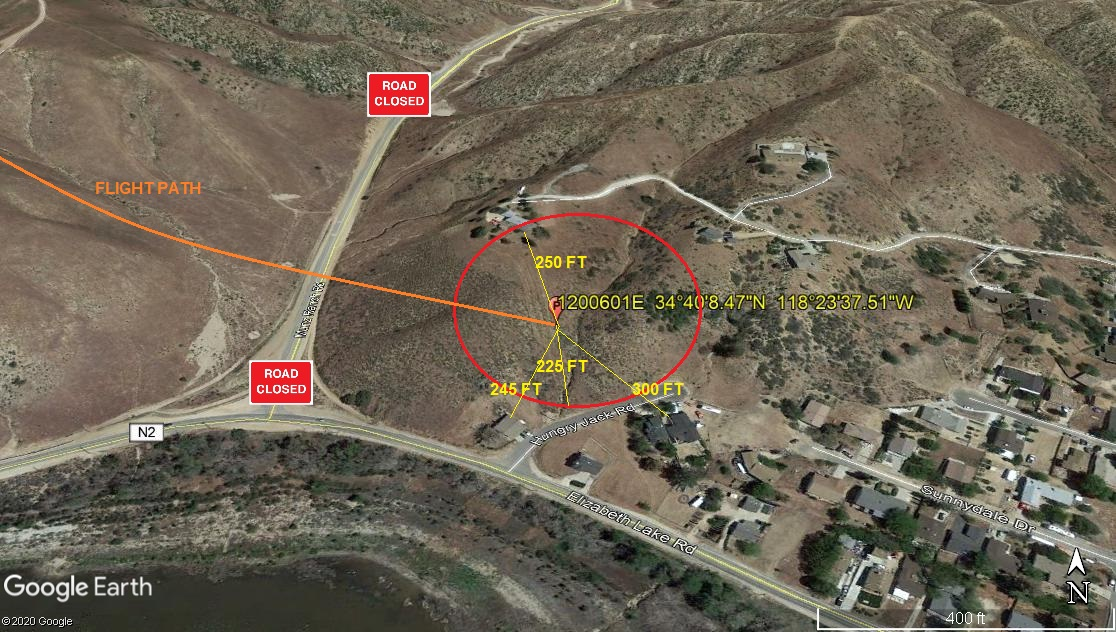 ROAD
CLOSED
FLIGHT PATH
250 FT
1200601E 34°40'8.47"N 118°23'37.51"W
225 FT
ROAD
CLOSED
245 FT
300 FT
Hungry Jack Rd
N2
Elizabeth Lake Rd
Sunnydale Dr
N
Google Earth
400 ft
©2020 Google